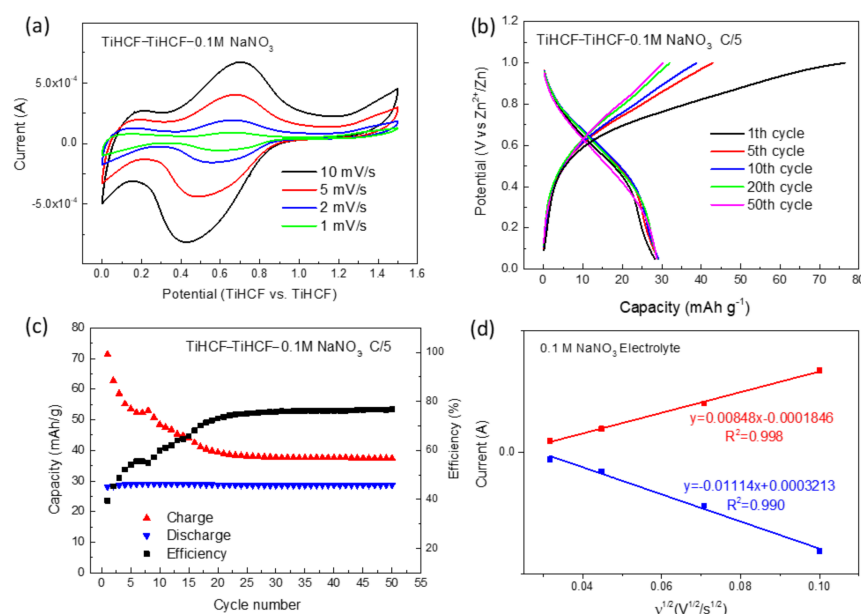 (a)
TiHCF-TiHCF-0.1M NaNO₃
5.0x10⁻⁴
0.0
-5.0x10⁻⁴
Current (A)
10 mV/s
5 mV/s
2 mV/s
1 mV/s
0.0 0.2 0.4 0.6 0.8 1.0 1.2 1.4 1.6
Potential (TiHCF vs. TiHCF)
(b)
TiHCF-TiHCF-0.1M NaNO₃ C/5
1.2
1.0
0.8
0.6
0.4
0.2
0.0
Potential (V vs Zn²⁺/Zn)
1th cycle
5th cycle
10th cycle
20th cycle
50th cycle
0 10 20 30 40 50 60 70 80
Capacity (mAh g⁻¹)
(c)
TiHCF-TiHCF-0.1M NaNO₃ C/5
80
70
60
50
40
30
20
10
0
Capacity (mAh/g)
Charge
Discharge
Efficiency
100
80
60
40
20
Efficiency (%)
0 5 10 15 20 25 30 35 40 45 50 55
Cycle number
(d)
0.1 M NaNO₃ Electrolyte
0.0
Current (A)
y=0.00848x-0.0001846
R²=0.998
y=-0.01114x+0.0003213
R²=0.990
0.04 0.06 0.08 0.10
ν¹ᐟ²(V¹ᐟ²/s¹ᐟ²)